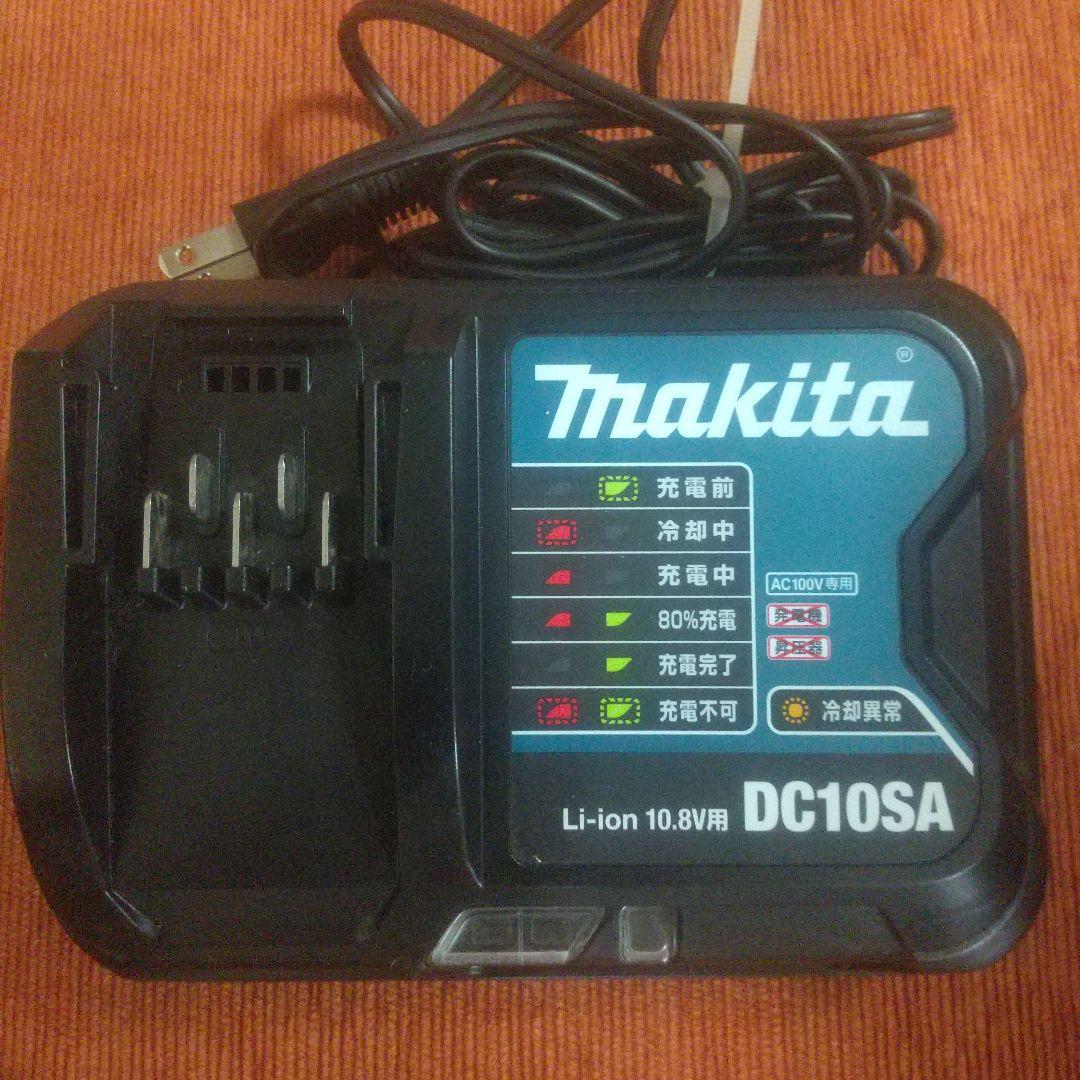 makita®
充電前
冷却中
充電中
80%充電
充電完了
充電不可
AC100V専用
発電機
昇圧器
冷却異常
Li-ion 10.8V用 DC10SA